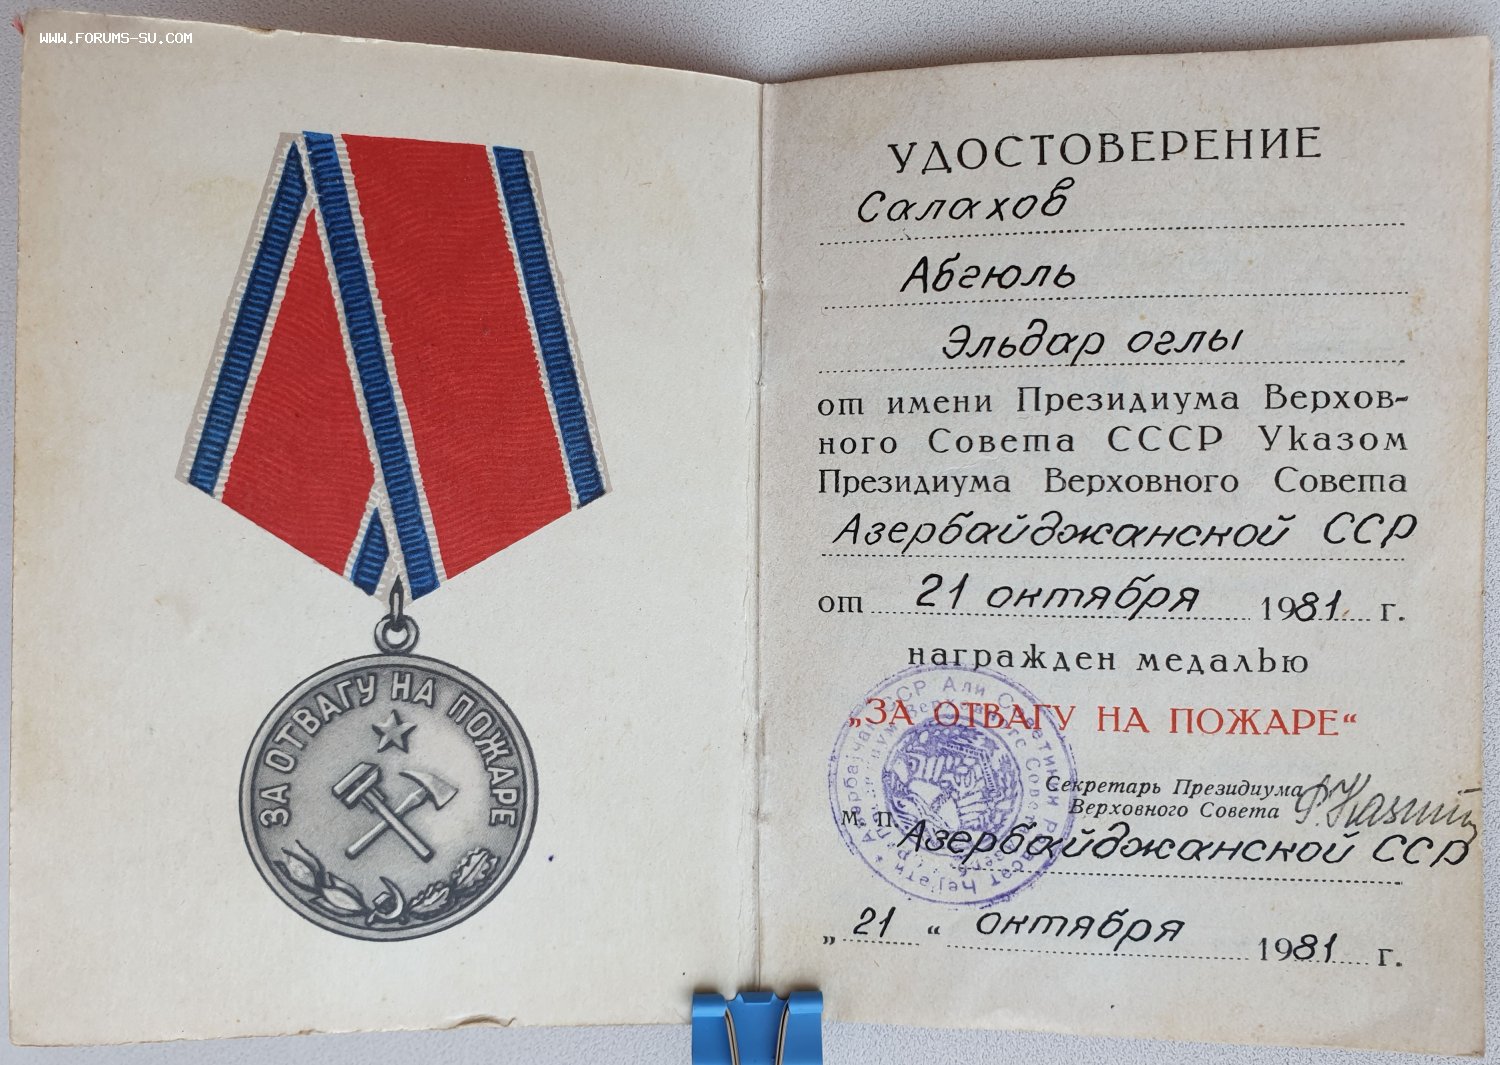 WWW.FORUMS-SU.COM
ЗА ОТВАГУ НА ПОЖАРЕ
УДОСТОВЕРЕНИЕ
Салахов
Абгюль
Эльдар оглы
от имени Президиума Верхов-
ного Совета СССР Указом
Президиума Верховного Совета
Азербайджанской ССР
от 21 октября 1981 г.
награжден медалью
„ЗА ОТВАГУ НА ПОЖАРЕ“
Секретарь Президиума
Верховного Совета
М. П.
Азербайджанской ССР
„21“ октября 1981 г.